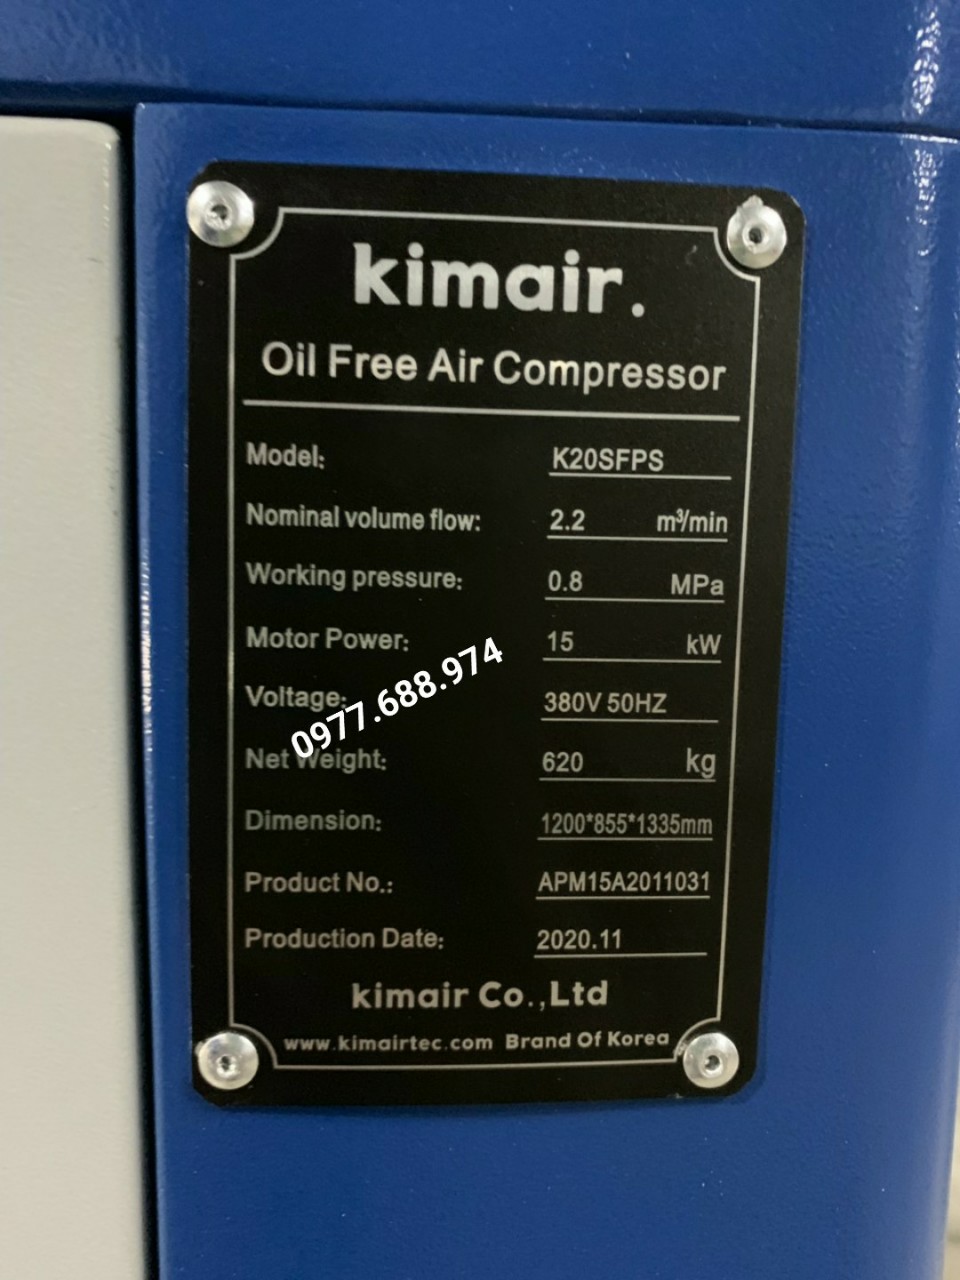 kimair.
Oil Free Air Compressor
Model: K20SFPS
Nominal volume flow: 2.2 m³/min
Working pressure: 0.8 MPa
Motor Power: 15 kW
Voltage: 380V 50HZ
0977.688.974
Net Weight: 620 kg
Dimension: 1200*855*1335mm
Product No.: APM15A2011031
Production Date: 2020.11
kimair Co.,Ltd
www.kimairtec.com Brand Of Korea